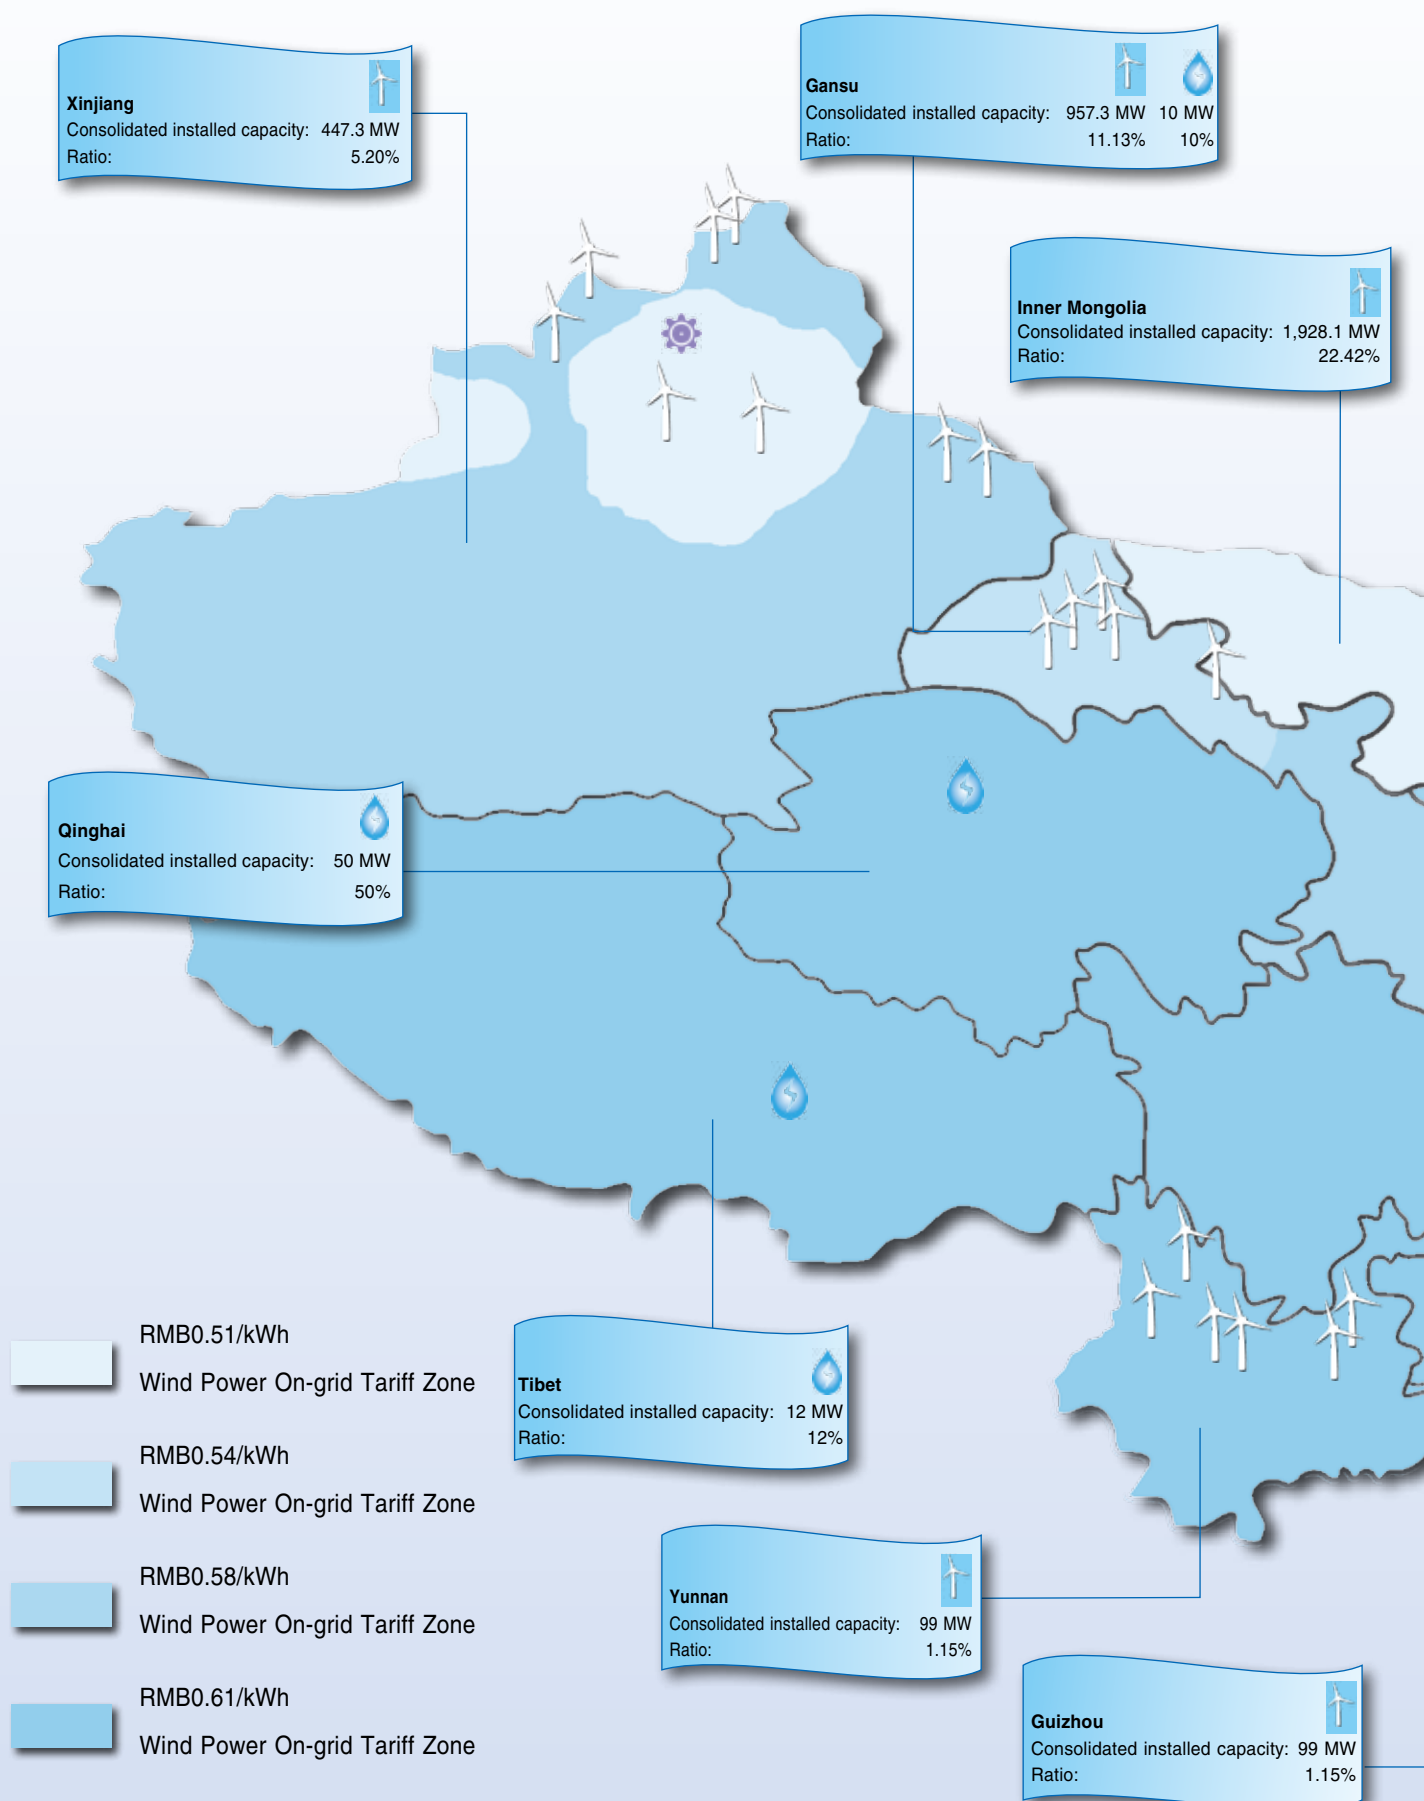 Xinjiang
Consolidated installed capacity: 447.3 MW
Ratio: 5.20%
Gansu
Consolidated installed capacity: 957.3 MW 10 MW
Ratio: 11.13% 10%
Inner Mongolia
Consolidated installed capacity: 1,928.1 MW
Ratio: 22.42%
Qinghai
Consolidated installed capacity: 50 MW
Ratio: 50%
Tibet
Consolidated installed capacity: 12 MW
Ratio: 12%
Yunnan
Consolidated installed capacity: 99 MW
Ratio: 1.15%
Guizhou
Consolidated installed capacity: 99 MW
Ratio: 1.15%
RMB0.51/kWh
Wind Power On-grid Tariff Zone
RMB0.54/kWh
Wind Power On-grid Tariff Zone
RMB0.58/kWh
Wind Power On-grid Tariff Zone
RMB0.61/kWh
Wind Power On-grid Tariff Zone